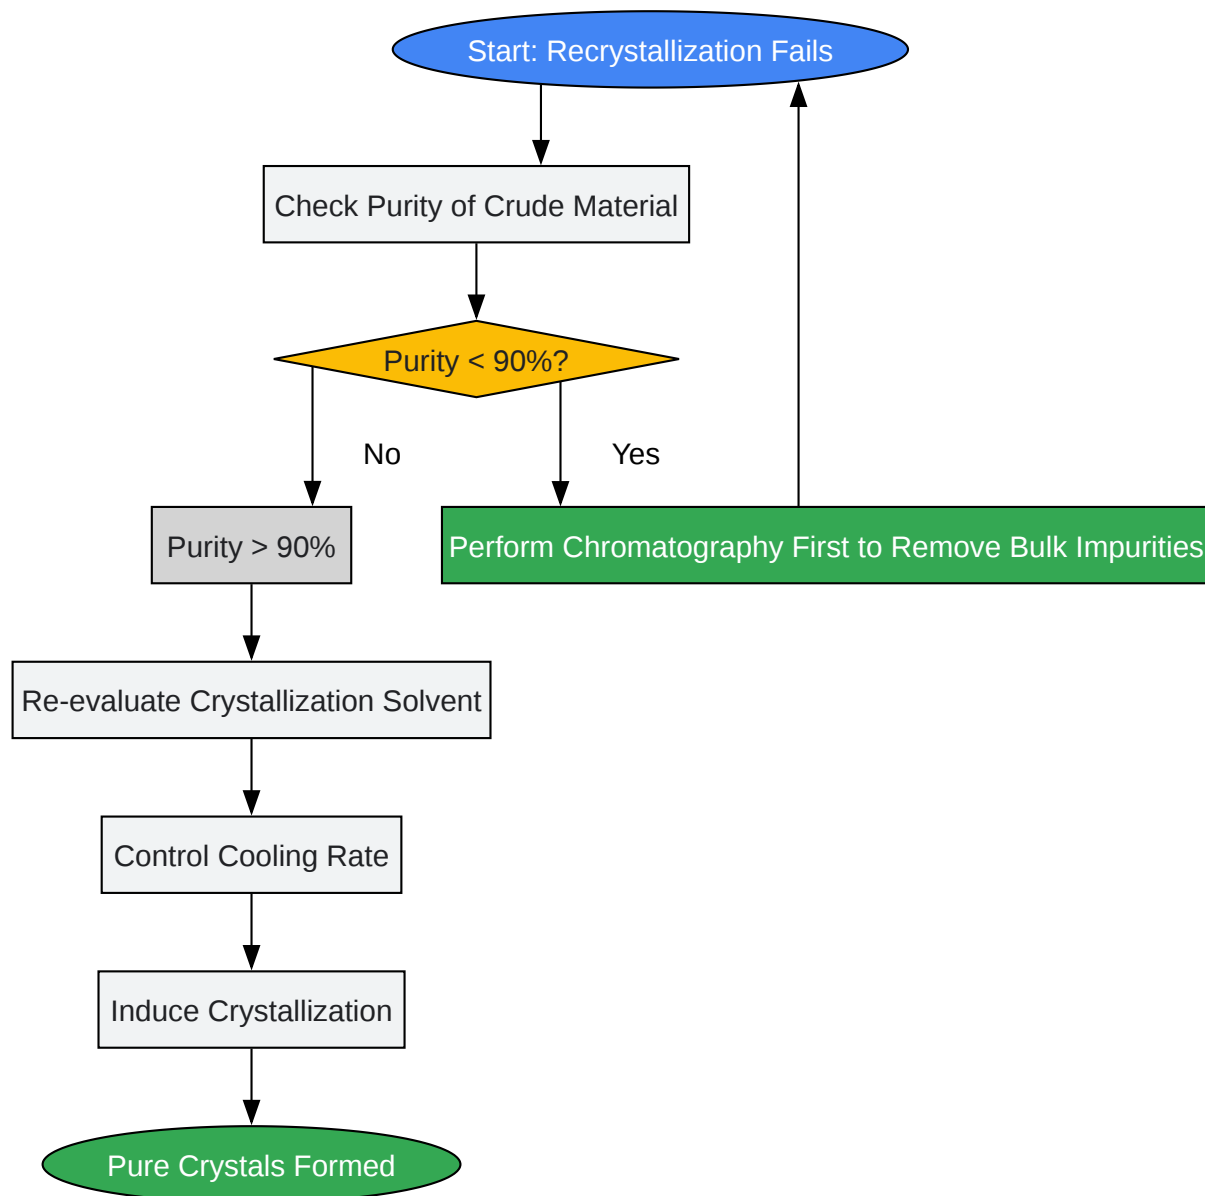 Start: Recrystallization Fails
Check Purity of Crude Material
Purity < 90%?
No
Yes
Purity > 90%
Perform Chromatography First to Remove Bulk Impurities
Re-evaluate Crystallization Solvent
Control Cooling Rate
Induce Crystallization
Pure Crystals Formed